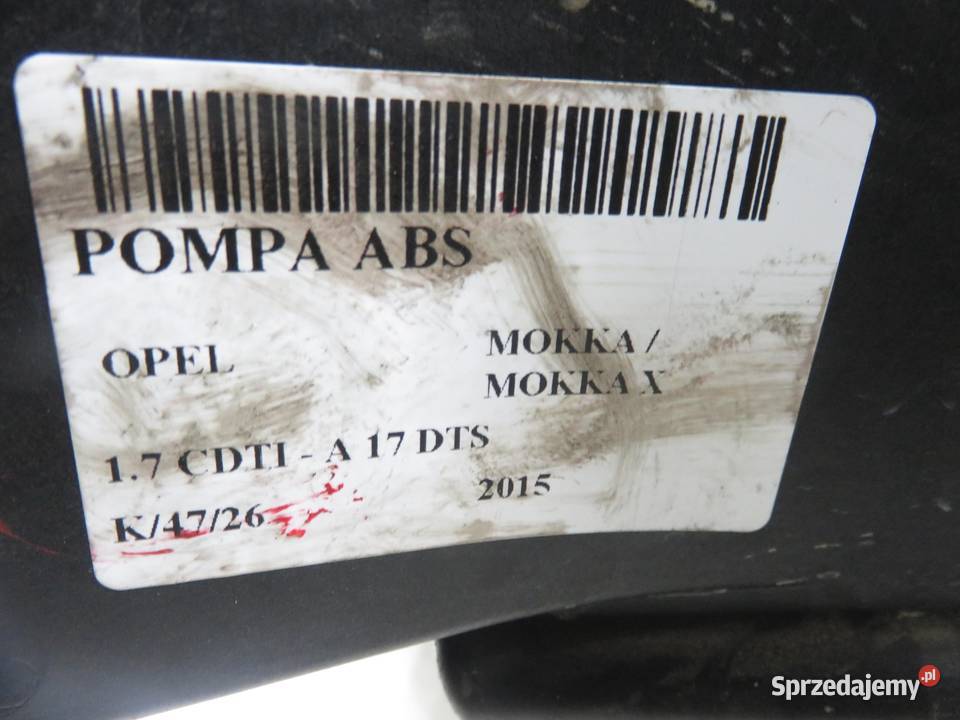 POMPA ABS
OPEL
MOKKA /
MOKKA X
1.7 CDTI - A 17 DTS
2015
K/47/26
Sprzedajemy.pl